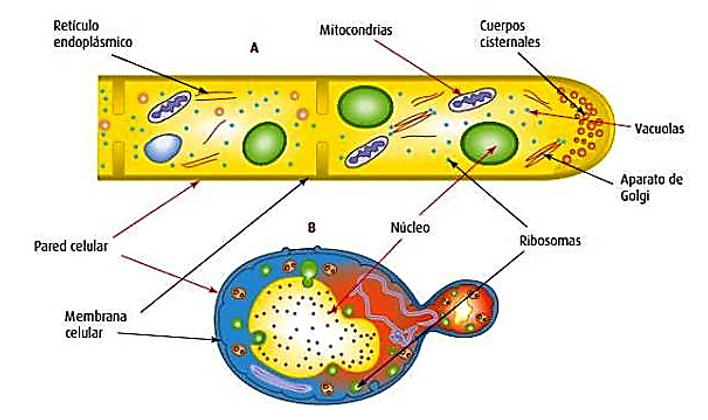 Retículo
endoplásmico
A
Mitocondrias
Cuerpos
cisternales
Vacuolas
Aparato de
Golgi
Pared celular
B
Núcleo
Ribosomas
Membrana
celular